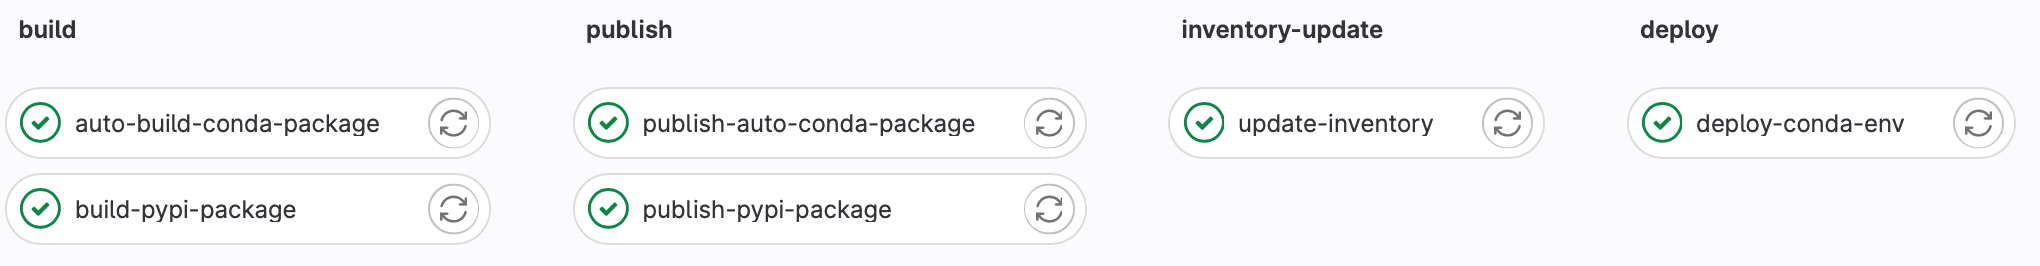 build
auto-build-conda-package
build-pypi-package
publish
publish-auto-conda-package
publish-pypi-package
inventory-update
update-inventory
deploy
deploy-conda-env